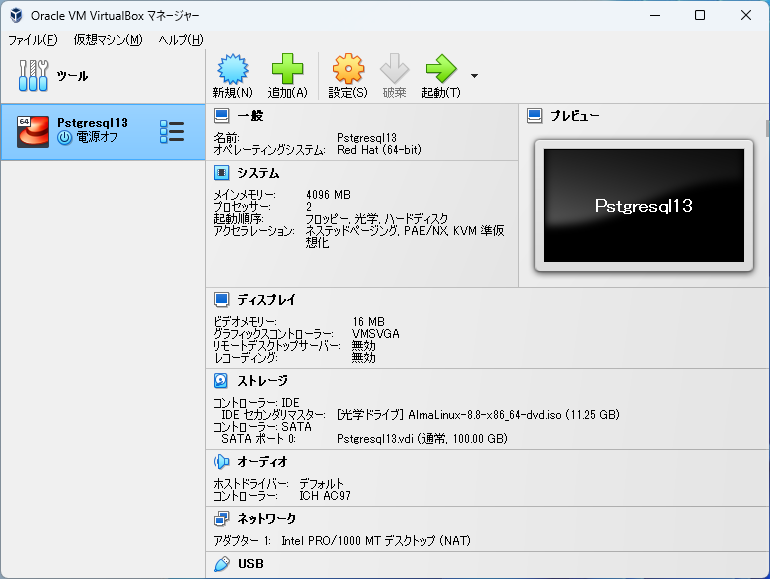 Oracle VM VirtualBox マネージャー
ファイル(F) 仮想マシン(M) ヘルプ(H)
ツール
新規(N) 追加(A) 設定(S) 破棄 起動(T)
64
Pstgresql13
電源オフ
一般
名前: Pstgresql13
オペレーティングシステム: Red Hat (64-bit)
プレビュー
Pstgresql13
システム
メインメモリー: 4096 MB
プロセッサー: 2
起動順序: フロッピー, 光学, ハードディスク
アクセラレーション: ネステッドページング, PAE/NX, KVM 準仮
想化
ディスプレイ
ビデオメモリー: 16 MB
グラフィックスコントローラー: VMSVGA
リモートデスクトップサーバー: 無効
レコーディング: 無効
ストレージ
コントローラー: IDE
IDE セカンダリマスター: [光学ドライブ] AlmaLinux-8.8-x86_64-dvd.iso (11.25 GB)
コントローラー: SATA
SATA ポート 0: Pstgresql13.vdi (通常, 100.00 GB)
オーディオ
ホストドライバー: デフォルト
コントローラー: ICH AC97
ネットワーク
アダプター 1: Intel PRO/1000 MT デスクトップ (NAT)
USB